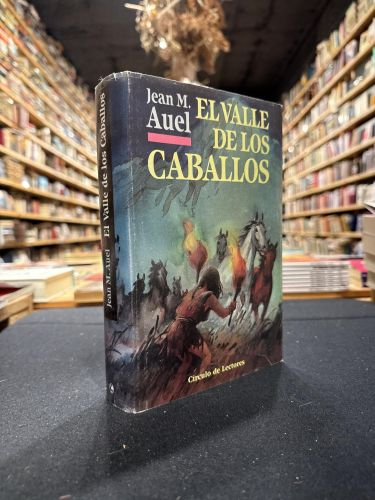 Jean M.
Auel
EL VALLE
DE LOS
CABALLOS
Círculo de Lectores
Jean M. Auel El Valle de los Caballos